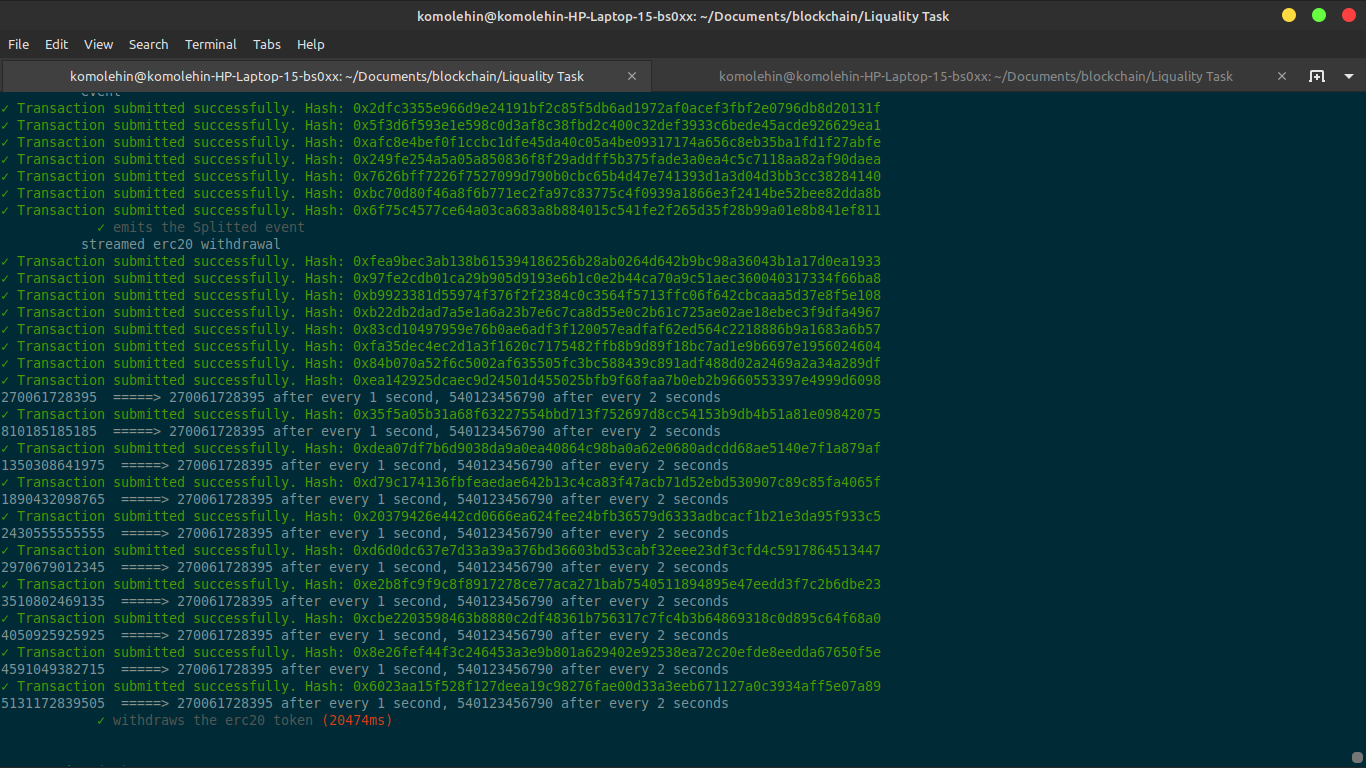 komolehin@komolehin-HP-Laptop-15-bs0xx: ~/Documents/blockchain/Liquality Task
File Edit View Search Terminal Tabs Help
komolehin@komolehin-HP-Laptop-15-bs0xx: ~/Documents/blockchain/Liquality Task × komolehin@komolehin-HP-Laptop-15-bs0xx: ~/Documents/blockchain/Liquality Task ×
event
✓ Transaction submitted successfully. Hash: 0x2dfc3355e966d9e24191bf2c85f5db6ad1972af0acef3fbf2e0796db8d20131f
✓ Transaction submitted successfully. Hash: 0x5f3d6f593e1e598c0d3af8c38fbd2c400c32def3933c6bede45acde926629ea1
✓ Transaction submitted successfully. Hash: 0xafc8e4bef0f1ccbc1dfe45da40c05a4be09317174a656c8eb35ba1fd1f27abfe
✓ Transaction submitted successfully. Hash: 0x249fe254a5a05a850836f8f29addff5b375fade3a0ea4c5c7118aa82af90daea
✓ Transaction submitted successfully. Hash: 0x7626bff7226f7527099d790b0cbc65b4d47e741393d1a3d04d3bb3cc38284140
✓ Transaction submitted successfully. Hash: 0xbc70d80f46a8f6b771ec2fa97c83775c4f0939a1866e3f2414be52bee82dda8b
✓ Transaction submitted successfully. Hash: 0x6f75c4577ce64a03ca683a8b884015c541fe2f265d35f28b99a01e8b841ef811
✓ emits the Splitted event
streamed erc20 withdrawal
✓ Transaction submitted successfully. Hash: 0xfea9bec3ab138b615394186256b28ab0264d642b9bc98a36043b1a17d0ea1933
✓ Transaction submitted successfully. Hash: 0x97fe2cdb01ca29b905d9193e6b1c0e2b44ca70a9c51aec360040317334f66ba8
✓ Transaction submitted successfully. Hash: 0xb9923381d55974f376f2f2384c0c3564f5713ffc06f642cbcaaa5d37e8f5e108
✓ Transaction submitted successfully. Hash: 0xb22db2dad7a5e1a6a23b7e6c7ca8d55e0c2b61c725ae02ae18ebec3f9dfa4967
✓ Transaction submitted successfully. Hash: 0x83cd10497959e76b0ae6adf3f120057eadfaf62ed564c2218886b9a1683a6b57
✓ Transaction submitted successfully. Hash: 0xfa35dec4ec2d1a3f1620c7175482ffb8b9d89f18bc7ad1e9b6697e1956024604
✓ Transaction submitted successfully. Hash: 0x84b070a52f6c5002af635505fc3bc588439c891adf488d02a2469a2a34a289df
✓ Transaction submitted successfully. Hash: 0xea142925dcaec9d24501d455025bfb9f68faa7b0eb2b9660553397e4999d6098
270061728395 =====> 270061728395 after every 1 second, 540123456790 after every 2 seconds
✓ Transaction submitted successfully. Hash: 0x35f5a05b31a68f63227554bbd713f752697d8cc54153b9db4b51a81e09842075
810185185185 =====> 270061728395 after every 1 second, 540123456790 after every 2 seconds
✓ Transaction submitted successfully. Hash: 0xdea07df7b6d9038da9a0ea40864c98ba0a62e0680adcdd68ae5140e7f1a879af
1350308641975 =====> 270061728395 after every 1 second, 540123456790 after every 2 seconds
✓ Transaction submitted successfully. Hash: 0xd79c174136fbfeaedae642b13c4ca83f47acb71d52ebd530907c89c85fa4065f
1890432098765 =====> 270061728395 after every 1 second, 540123456790 after every 2 seconds
✓ Transaction submitted successfully. Hash: 0x20379426e442cd0666ea624fee24bfb36579d6333adbcacf1b21e3da95f933c5
2430555555555 =====> 270061728395 after every 1 second, 540123456790 after every 2 seconds
✓ Transaction submitted successfully. Hash: 0xd6d0dc637e7d33a39a376bd36603bd53cabf32eee23df3cfd4c5917864513447
2970679012345 =====> 270061728395 after every 1 second, 540123456790 after every 2 seconds
✓ Transaction submitted successfully. Hash: 0xe2b8fc9f9c8f8917278ce77aca271bab7540511894895e47eedd3f7c2b6dbe23
3510802469135 =====> 270061728395 after every 1 second, 540123456790 after every 2 seconds
✓ Transaction submitted successfully. Hash: 0xcbe2203598463b8880c2df48361b756317c7fc4b3b64869318c0d895c64f68a0
4050925925925 =====> 270061728395 after every 1 second, 540123456790 after every 2 seconds
✓ Transaction submitted successfully. Hash: 0x8e26fef44f3c246453a3e9b801a629402e92538ea72c20efde8eedda67650f5e
4591049382715 =====> 270061728395 after every 1 second, 540123456790 after every 2 seconds
✓ Transaction submitted successfully. Hash: 0x6023aa15f528f127deea19c98276fae00d33a3eeb671127a0c3934aff5e07a89
5131172839505 =====> 270061728395 after every 1 second, 540123456790 after every 2 seconds
✓ withdraws the erc20 token (20474ms)